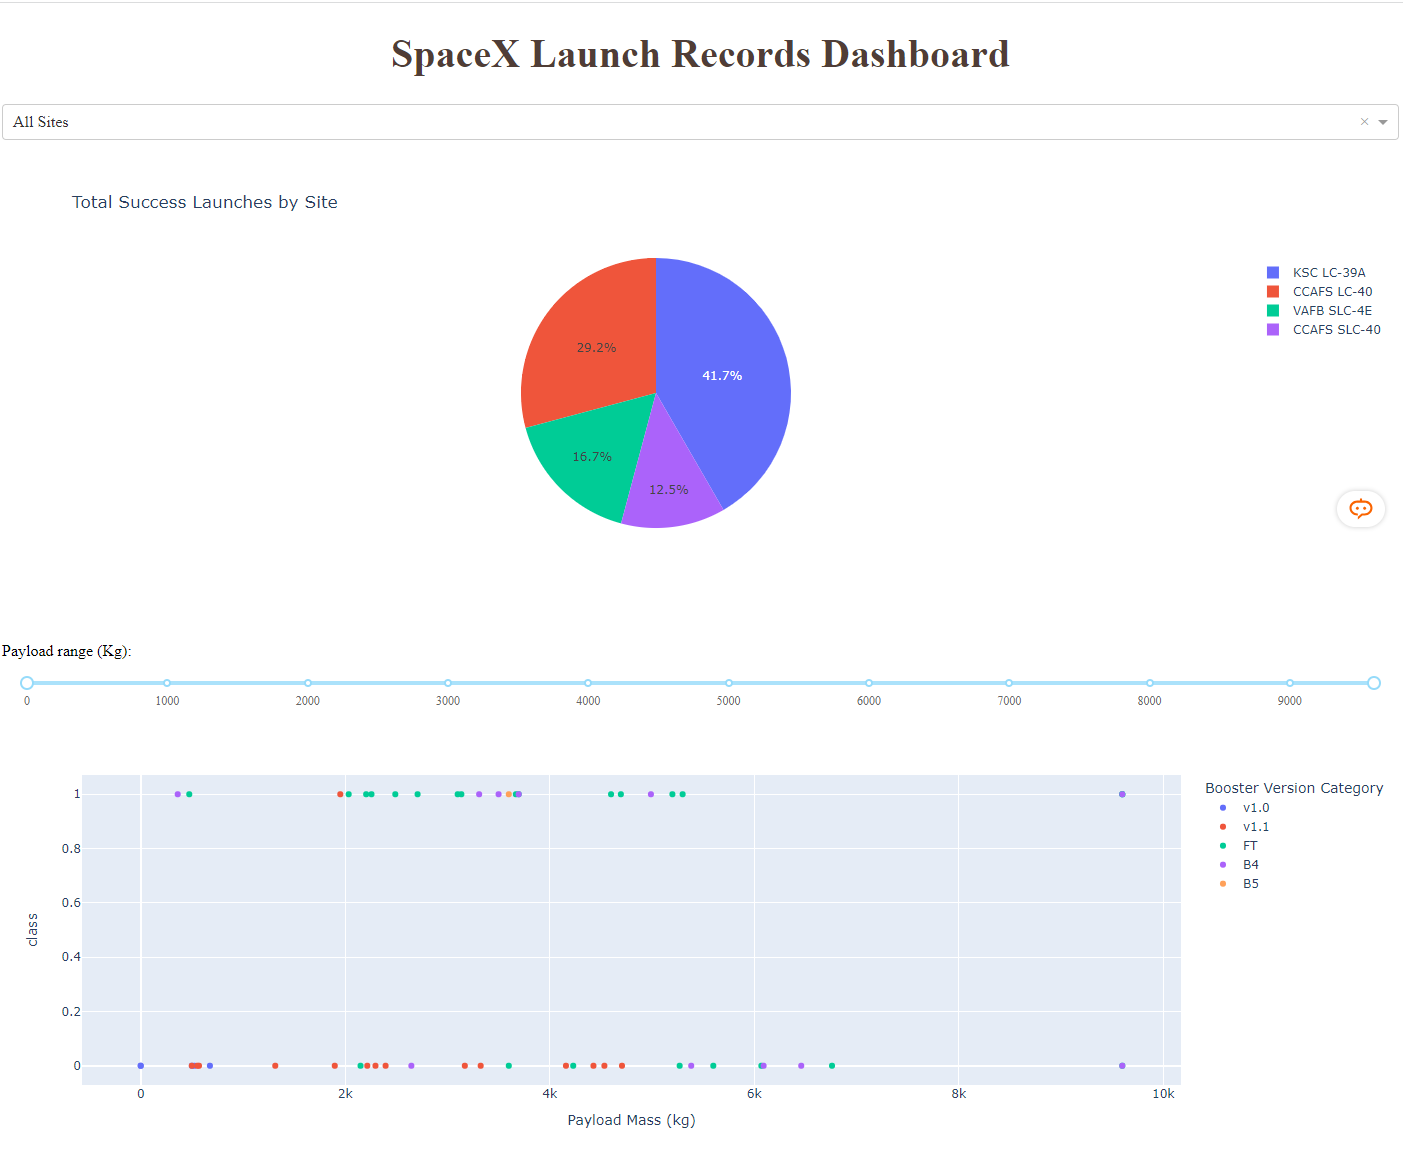 SpaceX Launch Records Dashboard
All Sites
Total Success Launches by Site
KSC LC-39A
CCAFS LC-40
VAFB SLC-4E
CCAFS SLC-40
29.2%
41.7%
16.7%
12.5%
Payload range (Kg):
0 1000 2000 3000 4000 5000 6000 7000 8000 9000
Booster Version Category
v1.0
v1.1
FT
B4
B5
1
0.8
0.6
0.4
0.2
0
class
0 2k 4k 6k 8k 10k
Payload Mass (kg)